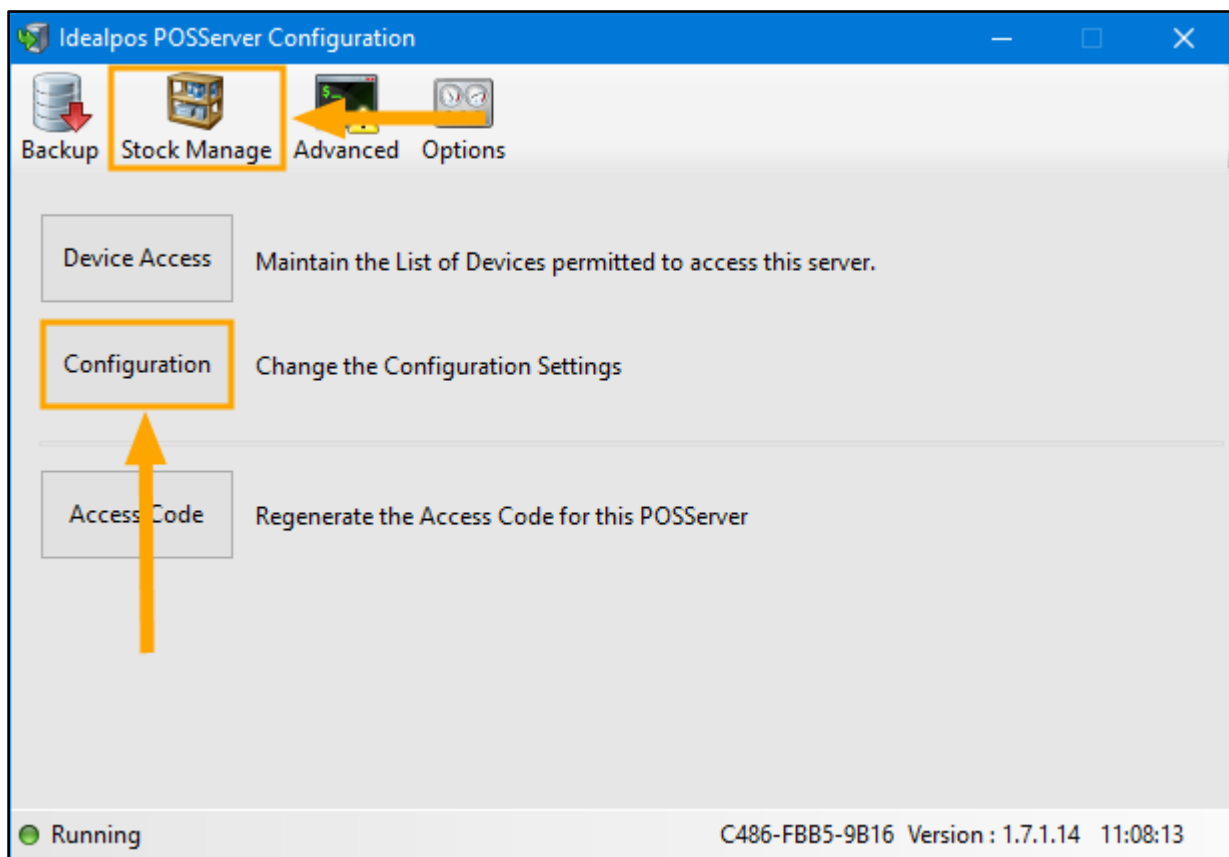 Idealpos POSServer Configuration
Backup Stock Manage Advanced Options
Device Access Maintain the List of Devices permitted to access this server.
Configuration Change the Configuration Settings
Access Code Regenerate the Access Code for this POSServer
Running C486-FBB5-9B16 Version : 1.7.1.14 11:08:13